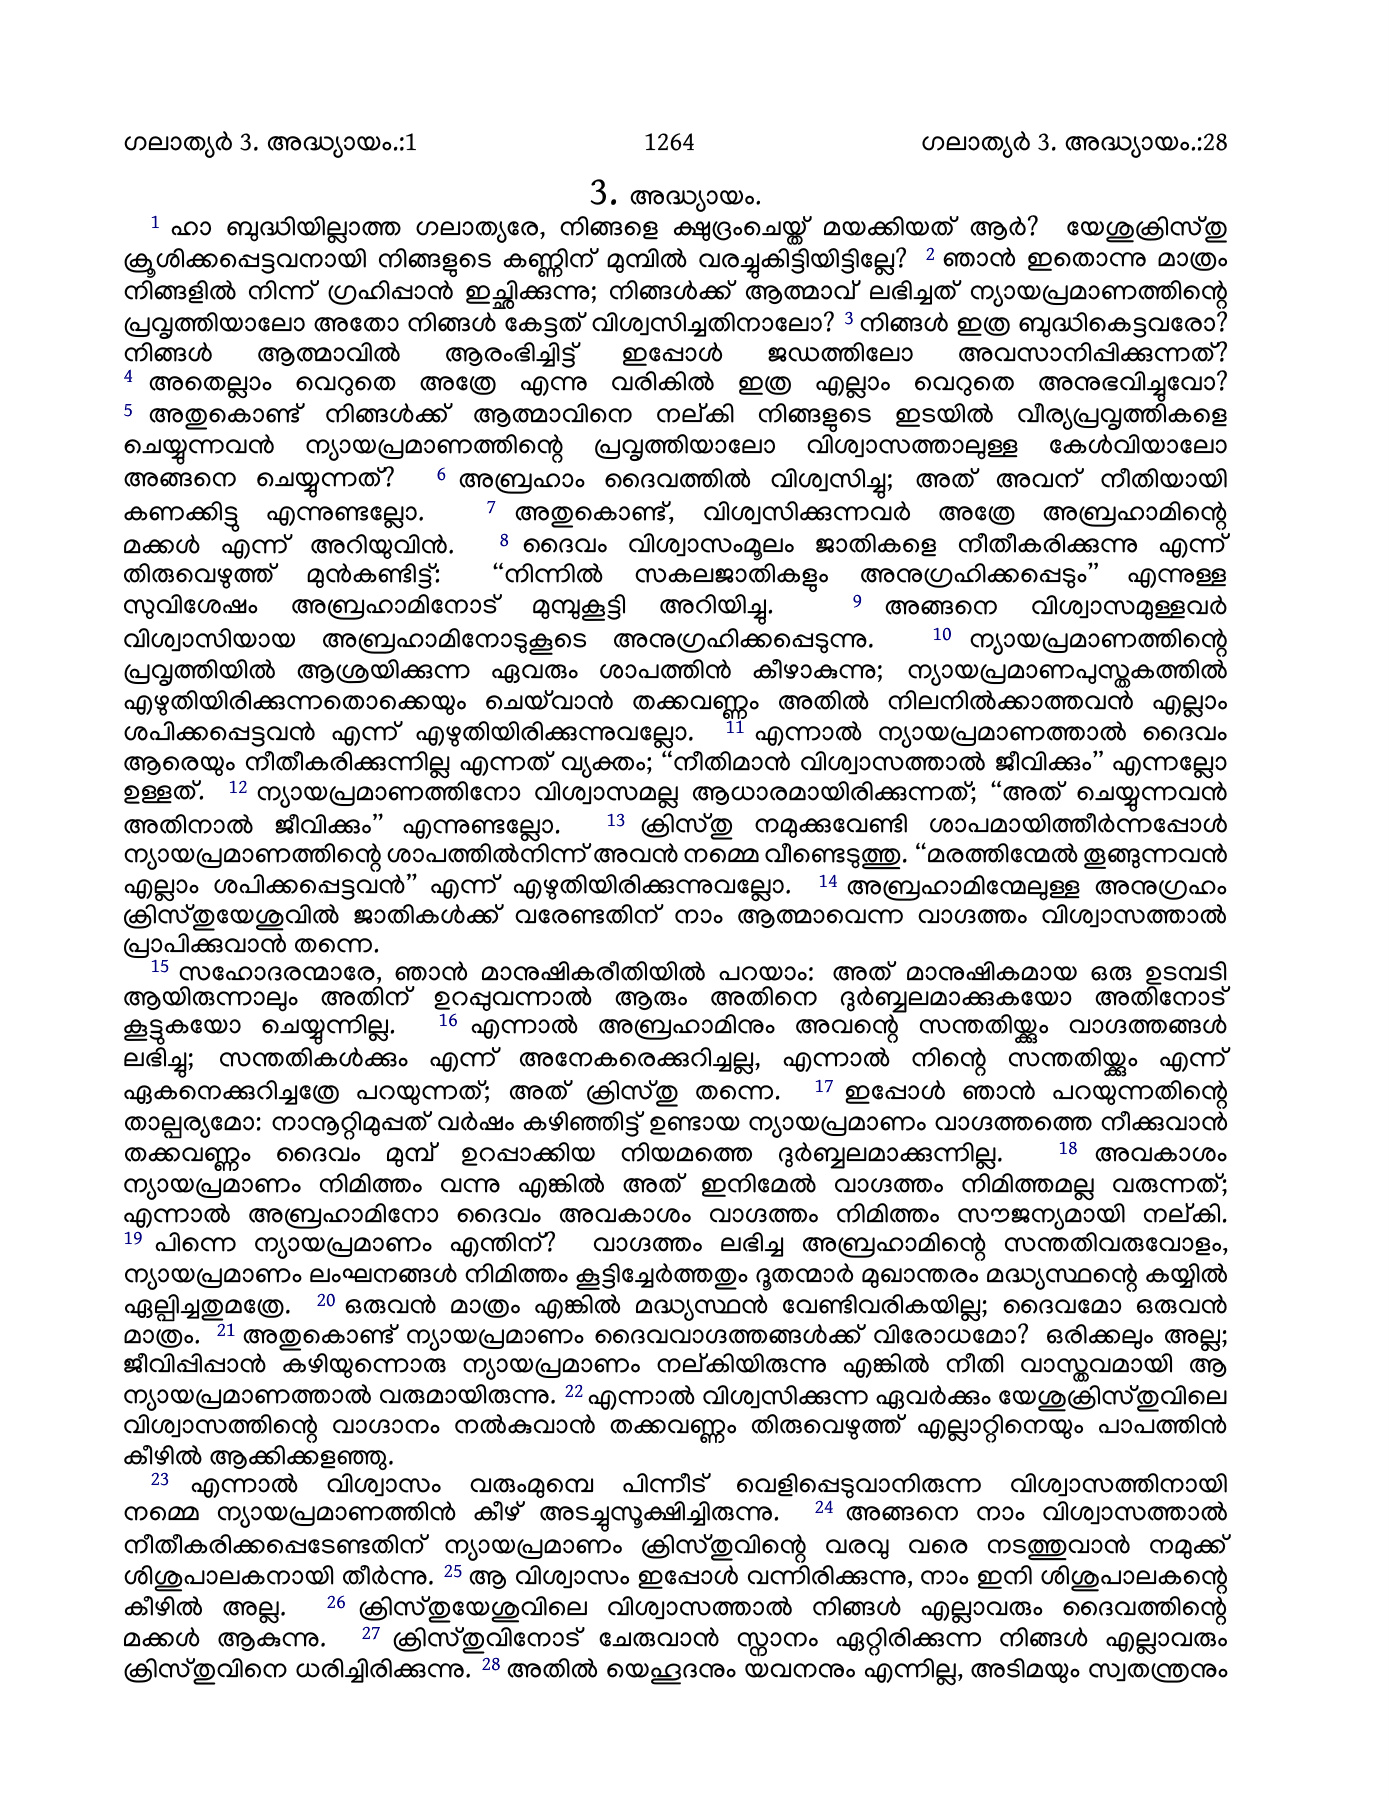 ഗലാത്യർ 3. അദ്ധ്യായം.:1 1264 ഗലാത്യർ 3. അദ്ധ്യായം.:28
3. അദ്ധ്യായം.
1 ഹാ ബുദ്ധിയില്ലാത്ത ഗലാത്യരേ, നിങ്ങളെ ക്ഷുദ്രംചെയ്ത് മയക്കിയത് ആർ? യേശുക്രിസ്തു
ക്രൂശിക്കപ്പെട്ടവനായി നിങ്ങളുടെ കണ്ണിന് മുമ്പിൽ വരച്ചുകിട്ടിയിട്ടില്ലേ? 2 ഞാൻ ഇതൊന്നു മാത്രം
നിങ്ങളിൽ നിന്ന് ഗ്രഹിപ്പാൻ ഇച്ഛിക്കുന്നു; നിങ്ങൾക്ക് ആത്മാവ് ലഭിച്ചത് ന്യായപ്രമാണത്തിന്റെ
പ്രവൃത്തിയാലോ അതോ നിങ്ങൾ കേട്ടത് വിശ്വസിച്ചതിനാലോ? 3 നിങ്ങൾ ഇത്ര ബുദ്ധികെട്ടവരോ?
നിങ്ങൾ ആത്മാവിൽ ആരംഭിച്ചിട്ട് ഇപ്പോൾ ജഡത്തിലോ അവസാനിപ്പിക്കുന്നത്?
4 അതെല്ലാം വെറുതെ അത്രേ എന്നു വരികിൽ ഇത്ര എല്ലാം വെറുതെ അനുഭവിച്ചുവോ?
5 അതുകൊണ്ട് നിങ്ങൾക്ക് ആത്മാവിനെ നല്കി നിങ്ങളുടെ ഇടയിൽ വീര്യപ്രവൃത്തികളെ
ചെയ്യുന്നവൻ ന്യായപ്രമാണത്തിന്റെ പ്രവൃത്തിയാലോ വിശ്വാസത്താലുള്ള കേൾവിയാലോ
അങ്ങനെ ചെയ്യുന്നത്? 6 അബ്രഹാം ദൈവത്തിൽ വിശ്വസിച്ചു; അത് അവന് നീതിയായി
കണക്കിട്ടു എന്നുണ്ടല്ലോ. 7 അതുകൊണ്ട്, വിശ്വസിക്കുന്നവർ അത്രേ അബ്രഹാമിന്റെ
മക്കൾ എന്ന് അറിയുവിൻ. 8 ദൈവം വിശ്വാസംമൂലം ജാതികളെ നീതീകരിക്കുന്നു എന്ന്
തിരുവെഴുത്ത് മുൻകണ്ടിട്ട്: “നിന്നിൽ സകലജാതികളും അനുഗ്രഹിക്കപ്പെടും” എന്നുള്ള
സുവിശേഷം അബ്രഹാമിനോട് മുമ്പുകൂട്ടി അറിയിച്ചു. 9 അങ്ങനെ വിശ്വാസമുള്ളവർ
വിശ്വാസിയായ അബ്രഹാമിനോടുകൂടെ അനുഗ്രഹിക്കപ്പെടുന്നു. 10 ന്യായപ്രമാണത്തിന്റെ
പ്രവൃത്തിയിൽ ആശ്രയിക്കുന്ന ഏവരും ശാപത്തിൻ കീഴാകുന്നു; ന്യായപ്രമാണപുസ്തകത്തിൽ
എഴുതിയിരിക്കുന്നതൊക്കെയും ചെയ്‌വാൻ തക്കവണ്ണം അതിൽ നിലനിൽക്കാത്തവൻ എല്ലാം
ശപിക്കപ്പെട്ടവൻ എന്ന് എഴുതിയിരിക്കുന്നുവല്ലോ. 11 എന്നാൽ ന്യായപ്രമാണത്താൽ ദൈവം
ആരെയും നീതീകരിക്കുന്നില്ല എന്നത് വ്യക്തം; “നീതിമാൻ വിശ്വാസത്താൽ ജീവിക്കും” എന്നല്ലോ
ഉള്ളത്. 12 ന്യായപ്രമാണത്തിനോ വിശ്വാസമല്ല ആധാരമായിരിക്കുന്നത്; “അത് ചെയ്യുന്നവൻ
അതിനാൽ ജീവിക്കും” എന്നുണ്ടല്ലോ. 13 ക്രിസ്തു നമുക്കുവേണ്ടി ശാപമായിത്തീർന്നപ്പോൾ
ന്യായപ്രമാണത്തിന്റെ ശാപത്തിൽനിന്ന് അവൻ നമ്മെ വീണ്ടെടുത്തു. “മരത്തിന്മേൽ തൂങ്ങുന്നവൻ
എല്ലാം ശപിക്കപ്പെട്ടവൻ” എന്ന് എഴുതിയിരിക്കുന്നുവല്ലോ. 14 അബ്രഹാമിന്മേലുള്ള അനുഗ്രഹം
ക്രിസ്തുയേശുവിൽ ജാതികൾക്ക് വരേണ്ടതിന് നാം ആത്മാവെന്ന വാഗ്ദത്തം വിശ്വാസത്താൽ
പ്രാപിക്കുവാൻ തന്നെ.
15 സഹോദരന്മാരേ, ഞാൻ മാനുഷികരീതിയിൽ പറയാം: അത് മാനുഷികമായ ഒരു ഉടമ്പടി
ആയിരുന്നാലും അതിന് ഉറപ്പുവന്നാൽ ആരും അതിനെ ദുർബ്ബലമാക്കുകയോ അതിനോട്
കൂട്ടുകയോ ചെയ്യുന്നില്ല. 16 എന്നാൽ അബ്രഹാമിനും അവന്റെ സന്തതിയ്ക്കും വാഗ്ദത്തങ്ങൾ
ലഭിച്ചു; സന്തതികൾക്കും എന്ന് അനേകരെക്കുറിച്ചല്ല, എന്നാൽ നിന്റെ സന്തതിയ്ക്കും എന്ന്
ഏകനെക്കുറിച്ചത്രേ പറയുന്നത്; അത് ക്രിസ്തു തന്നെ. 17 ഇപ്പോൾ ഞാൻ പറയുന്നതിന്റെ
താല്പര്യമോ: നാനൂറ്റിമുപ്പത് വർഷം കഴിഞ്ഞിട്ട് ഉണ്ടായ ന്യായപ്രമാണം വാഗ്ദത്തത്തെ നീക്കുവാൻ
തക്കവണ്ണം ദൈവം മുമ്പ് ഉറപ്പാക്കിയ നിയമത്തെ ദുർബ്ബലമാക്കുന്നില്ല. 18 അവകാശം
ന്യായപ്രമാണം നിമിത്തം വന്നു എങ്കിൽ അത് ഇനിമേൽ വാഗ്ദത്തം നിമിത്തമല്ല വരുന്നത്;
എന്നാൽ അബ്രഹാമിനോ ദൈവം അവകാശം വാഗ്ദത്തം നിമിത്തം സൗജന്യമായി നല്കി.
19 പിന്നെ ന്യായപ്രമാണം എന്തിന്? വാഗ്ദത്തം ലഭിച്ച അബ്രഹാമിന്റെ സന്തതിവരുവോളം,
ന്യായപ്രമാണം ലംഘനങ്ങൾ നിമിത്തം കൂട്ടിച്ചേർത്തതും ദൂതന്മാർ മുഖാന്തരം മദ്ധ്യസ്ഥന്റെ കയ്യിൽ
ഏല്പിച്ചതുമത്രേ. 20 ഒരുവൻ മാത്രം എങ്കിൽ മദ്ധ്യസ്ഥൻ വേണ്ടിവരികയില്ല; ദൈവമോ ഒരുവൻ
മാത്രം. 21 അതുകൊണ്ട് ന്യായപ്രമാണം ദൈവവാഗ്ദത്തങ്ങൾക്ക് വിരോധമോ? ഒരിക്കലും അല്ല;
ജീവിപ്പിപ്പാൻ കഴിയുന്നൊരു ന്യായപ്രമാണം നല്കിയിരുന്നു എങ്കിൽ നീതി വാസ്തവമായി ആ
ന്യായപ്രമാണത്താൽ വരുമായിരുന്നു. 22 എന്നാൽ വിശ്വസിക്കുന്ന ഏവർക്കും യേശുക്രിസ്തുവിലെ
വിശ്വാസത്തിന്റെ വാഗ്ദാനം നൽകുവാൻ തക്കവണ്ണം തിരുവെഴുത്ത് എല്ലാറ്റിനെയും പാപത്തിൻ
കീഴിൽ ആക്കിക്കളഞ്ഞു.
23 എന്നാൽ വിശ്വാസം വരുംമുമ്പെ പിന്നീട് വെളിപ്പെടുവാനിരുന്ന വിശ്വാസത്തിനായി
നമ്മെ ന്യായപ്രമാണത്തിൻ കീഴ് അടച്ചുസൂക്ഷിച്ചിരുന്നു. 24 അങ്ങനെ നാം വിശ്വാസത്താൽ
നീതീകരിക്കപ്പെടേണ്ടതിന് ന്യായപ്രമാണം ക്രിസ്തുവിന്റെ വരവു വരെ നടത്തുവാൻ നമുക്ക്
ശിശുപാലകനായി തീർന്നു. 25 ആ വിശ്വാസം ഇപ്പോൾ വന്നിരിക്കുന്നു, നാം ഇനി ശിശുപാലകന്റെ
കീഴിൽ അല്ല. 26 ക്രിസ്തുയേശുവിലെ വിശ്വാസത്താൽ നിങ്ങൾ എല്ലാവരും ദൈവത്തിന്റെ
മക്കൾ ആകുന്നു. 27 ക്രിസ്തുവിനോട് ചേരുവാൻ സ്നാനം ഏറ്റിരിക്കുന്ന നിങ്ങൾ എല്ലാവരും
ക്രിസ്തുവിനെ ധരിച്ചിരിക്കുന്നു. 28 അതിൽ യെഹൂദനും യവനനും എന്നില്ല, അടിമയും സ്വതന്ത്രനും